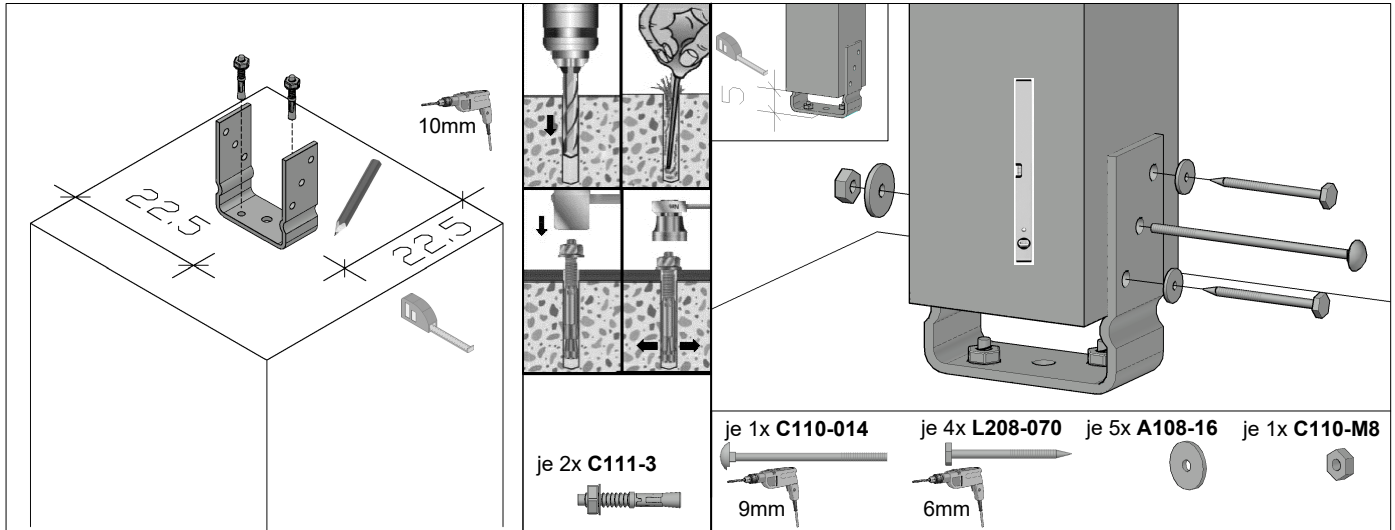 10mm
22.5
22.5
je 2x C111-3
Nm
5
je 1x C110-014
9mm
je 4x L208-070
6mm
je 5x A108-16
je 1x C110-M8